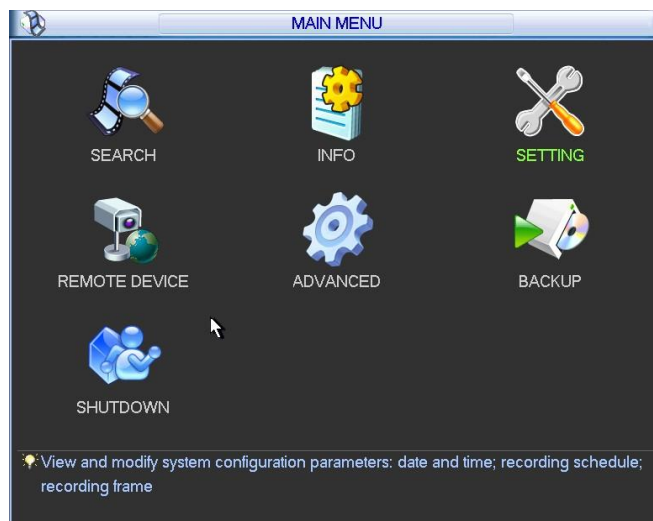 MAIN MENU
SEARCH
INFO
SETTING
REMOTE DEVICE
ADVANCED
BACKUP
SHUTDOWN
View and modify system configuration parameters: date and time; recording schedule;
recording frame